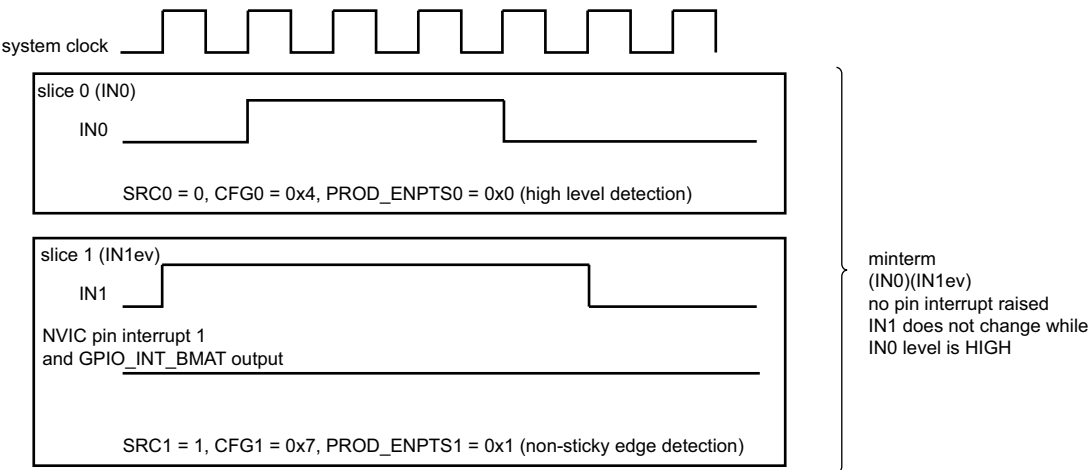 system clock
slice 0 (IN0)
IN0
SRC0 = 0, CFG0 = 0x4, PROD_ENPTS0 = 0x0 (high level detection)
slice 1 (IN1ev)
IN1
NVIC pin interrupt 1
and GPIO_INT_BMAT output
SRC1 = 1, CFG1 = 0x7, PROD_ENPTS1 = 0x1 (non-sticky edge detection)
minterm
(IN0)(IN1ev)
no pin interrupt raised
IN1 does not change while
IN0 level is HIGH